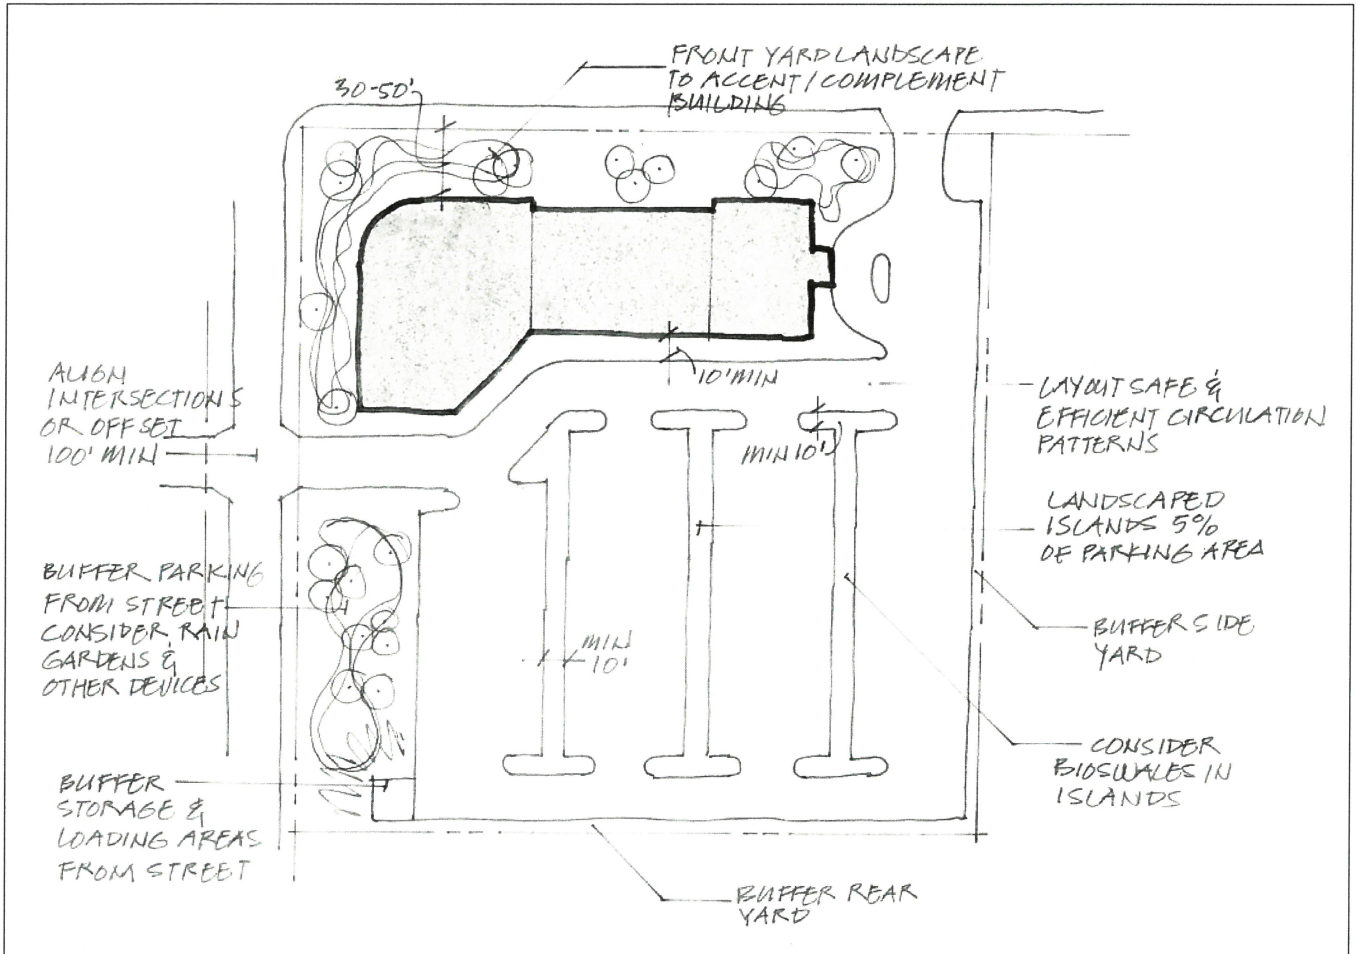 FRONT YARD LANDSCAPE
TO ACCENT/COMPLEMENT
BUILDING
30-50'
ALIGN
INTERSECTIONS
OR OFFSET
100' MIN
10' MIN
MIN 10'
LAYOUT SAFE &
EFFICIENT CIRCULATION
PATTERNS
LANDSCAPED
ISLANDS 5%
OF PARKING AREA
BUFFER PARKING
FROM STREET
CONSIDER RAIN
GARDENS &
OTHER DEVICES
MIN
10'
BUFFER SIDE
YARD
CONSIDER
BIOSWALES IN
ISLANDS
BUFFER
STORAGE &
LOADING AREAS
FROM STREET
BUFFER REAR
YARD